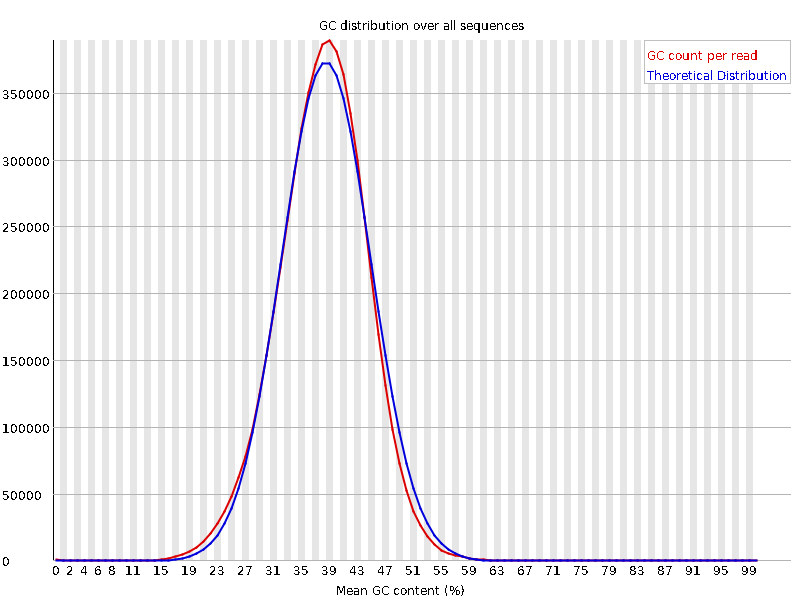 GC distribution over all sequences
GC count per read
Theoretical Distribution
350000
300000
250000
200000
150000
100000
50000
0
0 2 4 6 8 11 15 19 23 27 31 35 39 43 47 51 55 59 63 67 71 75 79 83 87 91 95 99
Mean GC content (%)